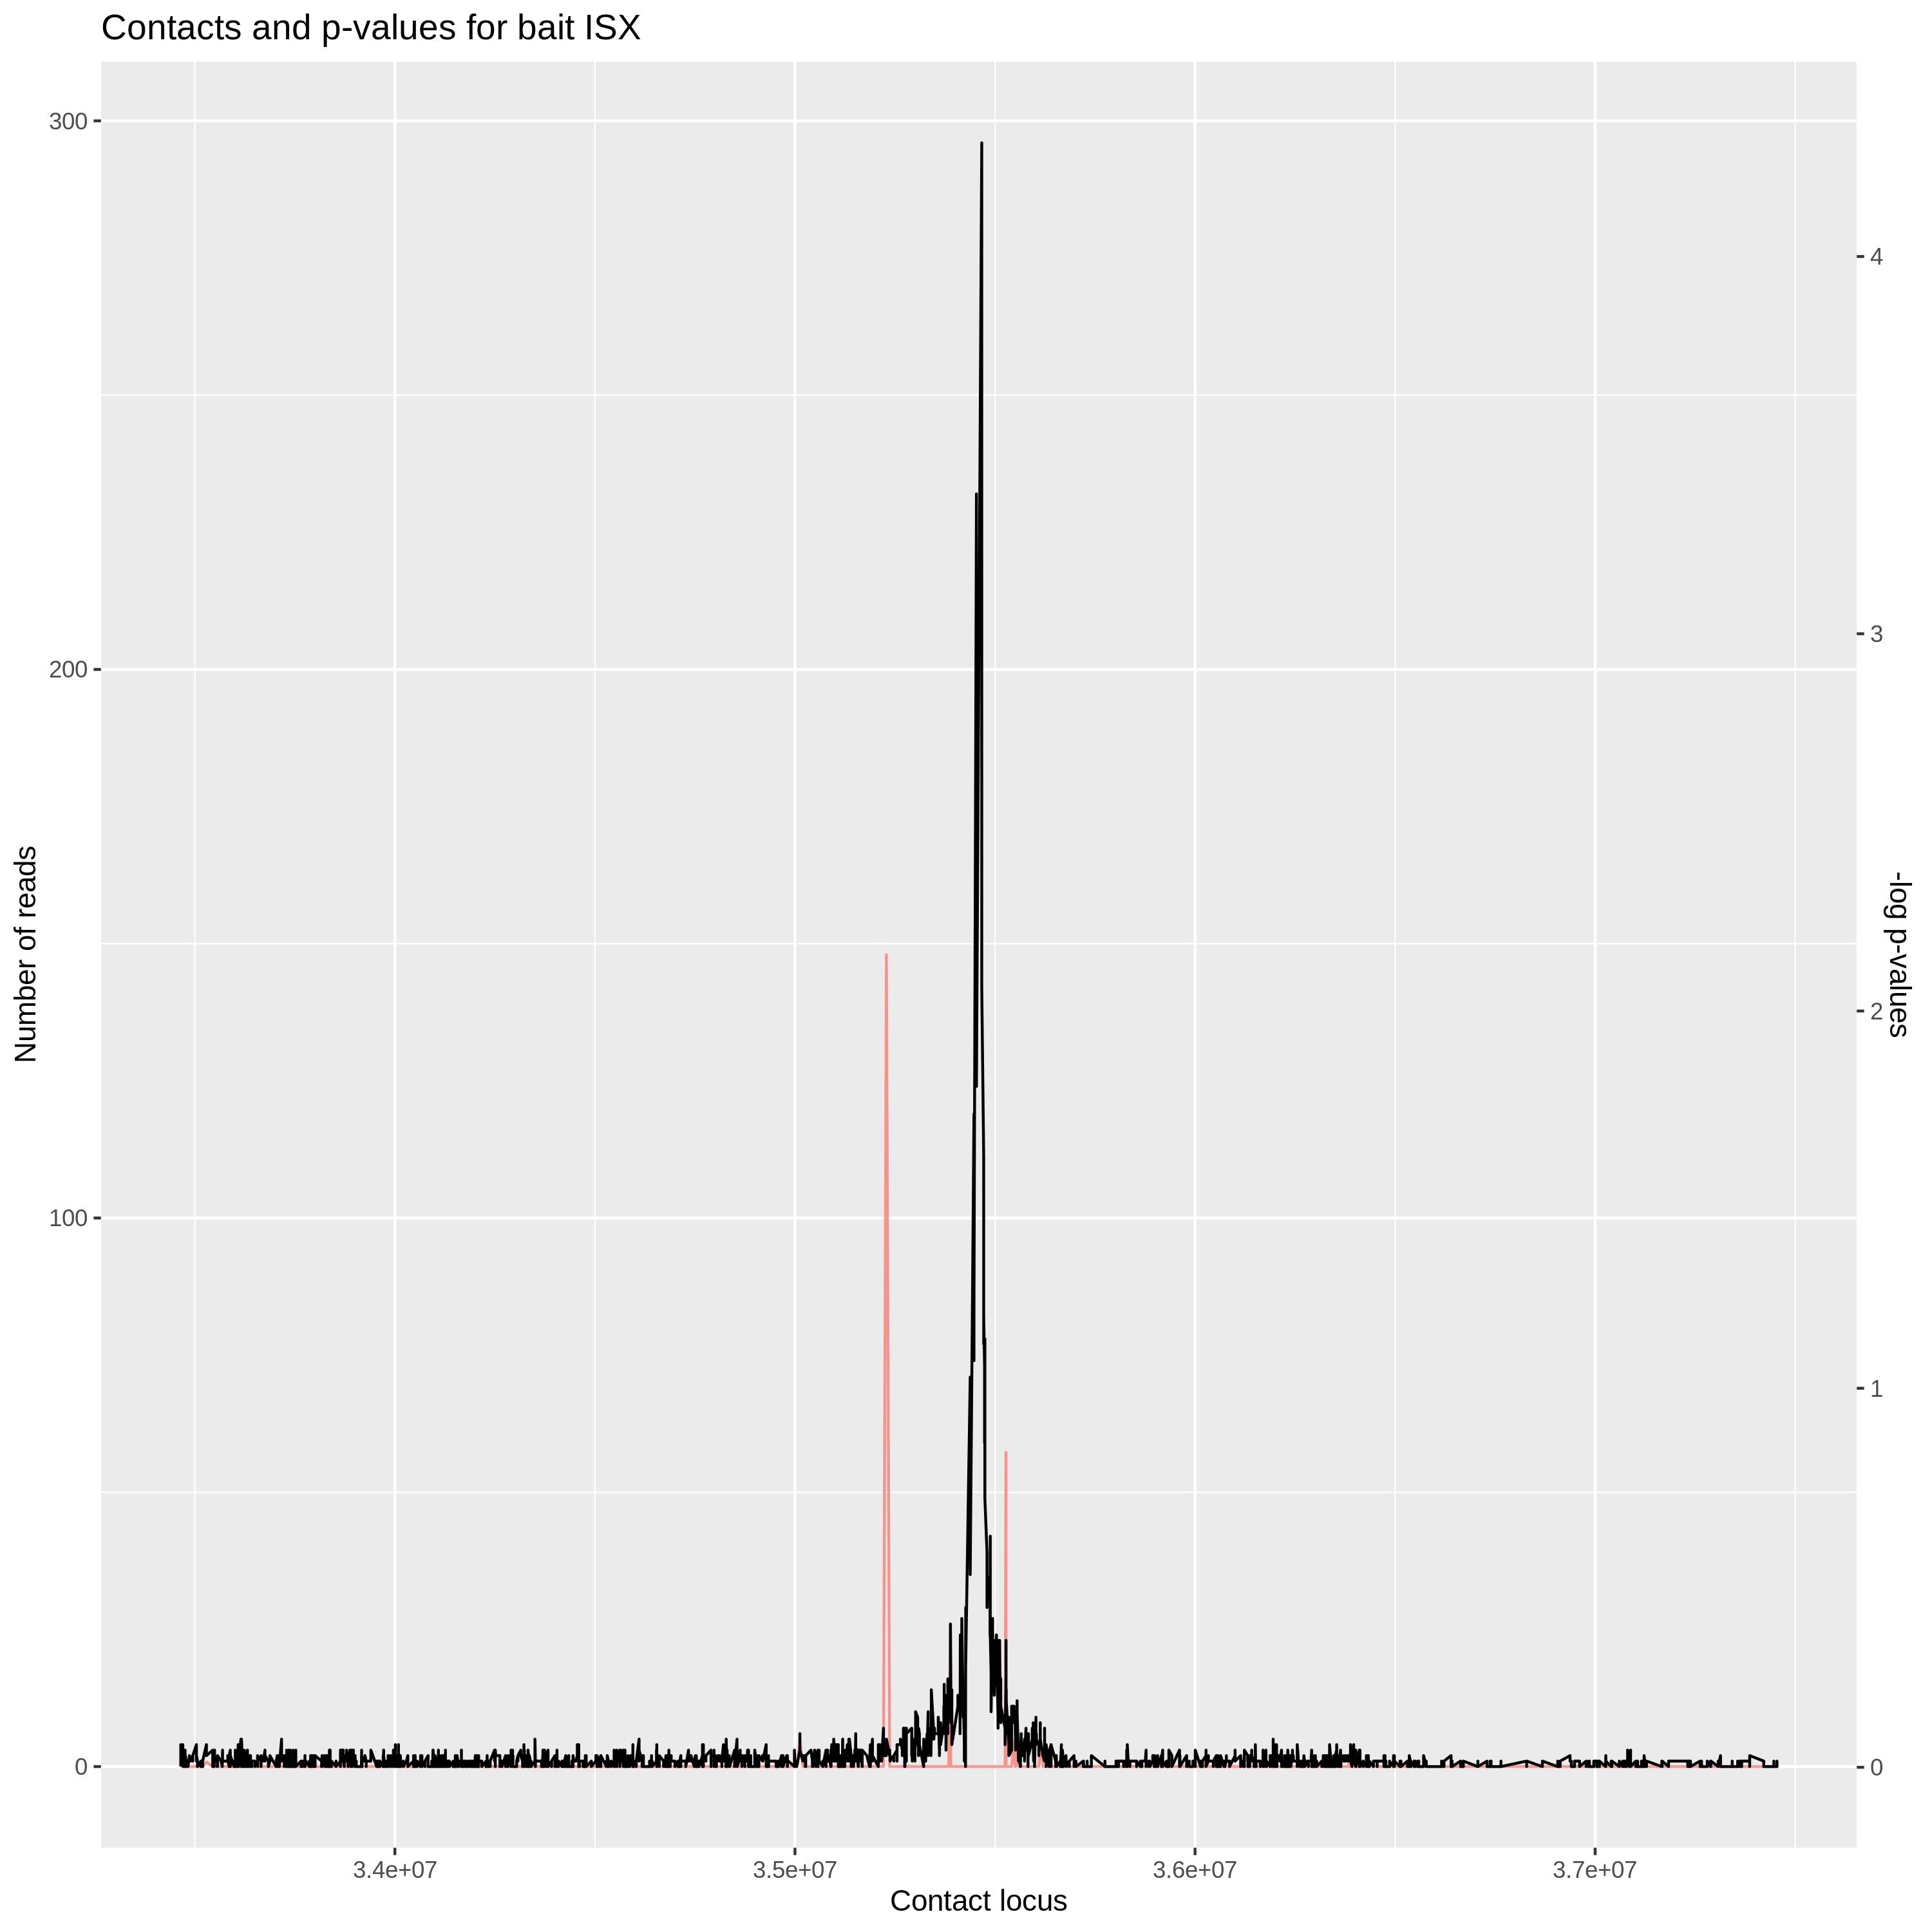 Contacts and p-values for bait ISX
300
200
100
0
Number of reads
4
3
2
1
0
-log p-values
3.4e+07
3.5e+07
3.6e+07
3.7e+07
Contact locus